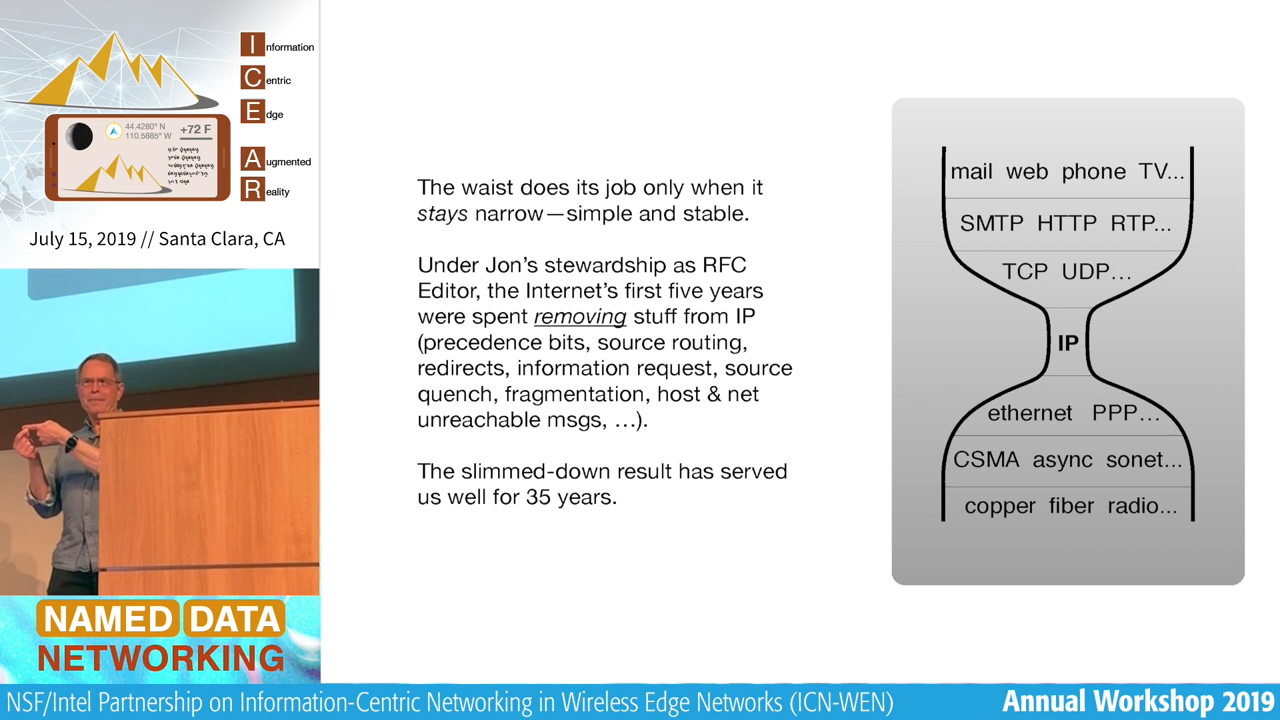 Information
Centric
Edge
Augmented
Reality
44.4280° N
110.5885° W
+72 F
July 15, 2019 // Santa Clara, CA
The waist does its job only when it
stays narrow—simple and stable.
Under Jon’s stewardship as RFC
Editor, the Internet’s first five years
were spent removing stuff from IP
(precedence bits, source routing,
redirects, information request, source
quench, fragmentation, host & net
unreachable msgs, …).
The slimmed-down result has served
us well for 35 years.
mail web phone TV...
SMTP HTTP RTP...
TCP UDP…
IP
ethernet PPP…
CSMA async sonet...
copper fiber radio...
NAMED DATA
NETWORKING
NSF/Intel Partnership on Information-Centric Networking in Wireless Edge Networks (ICN-WEN)
Annual Workshop 2019